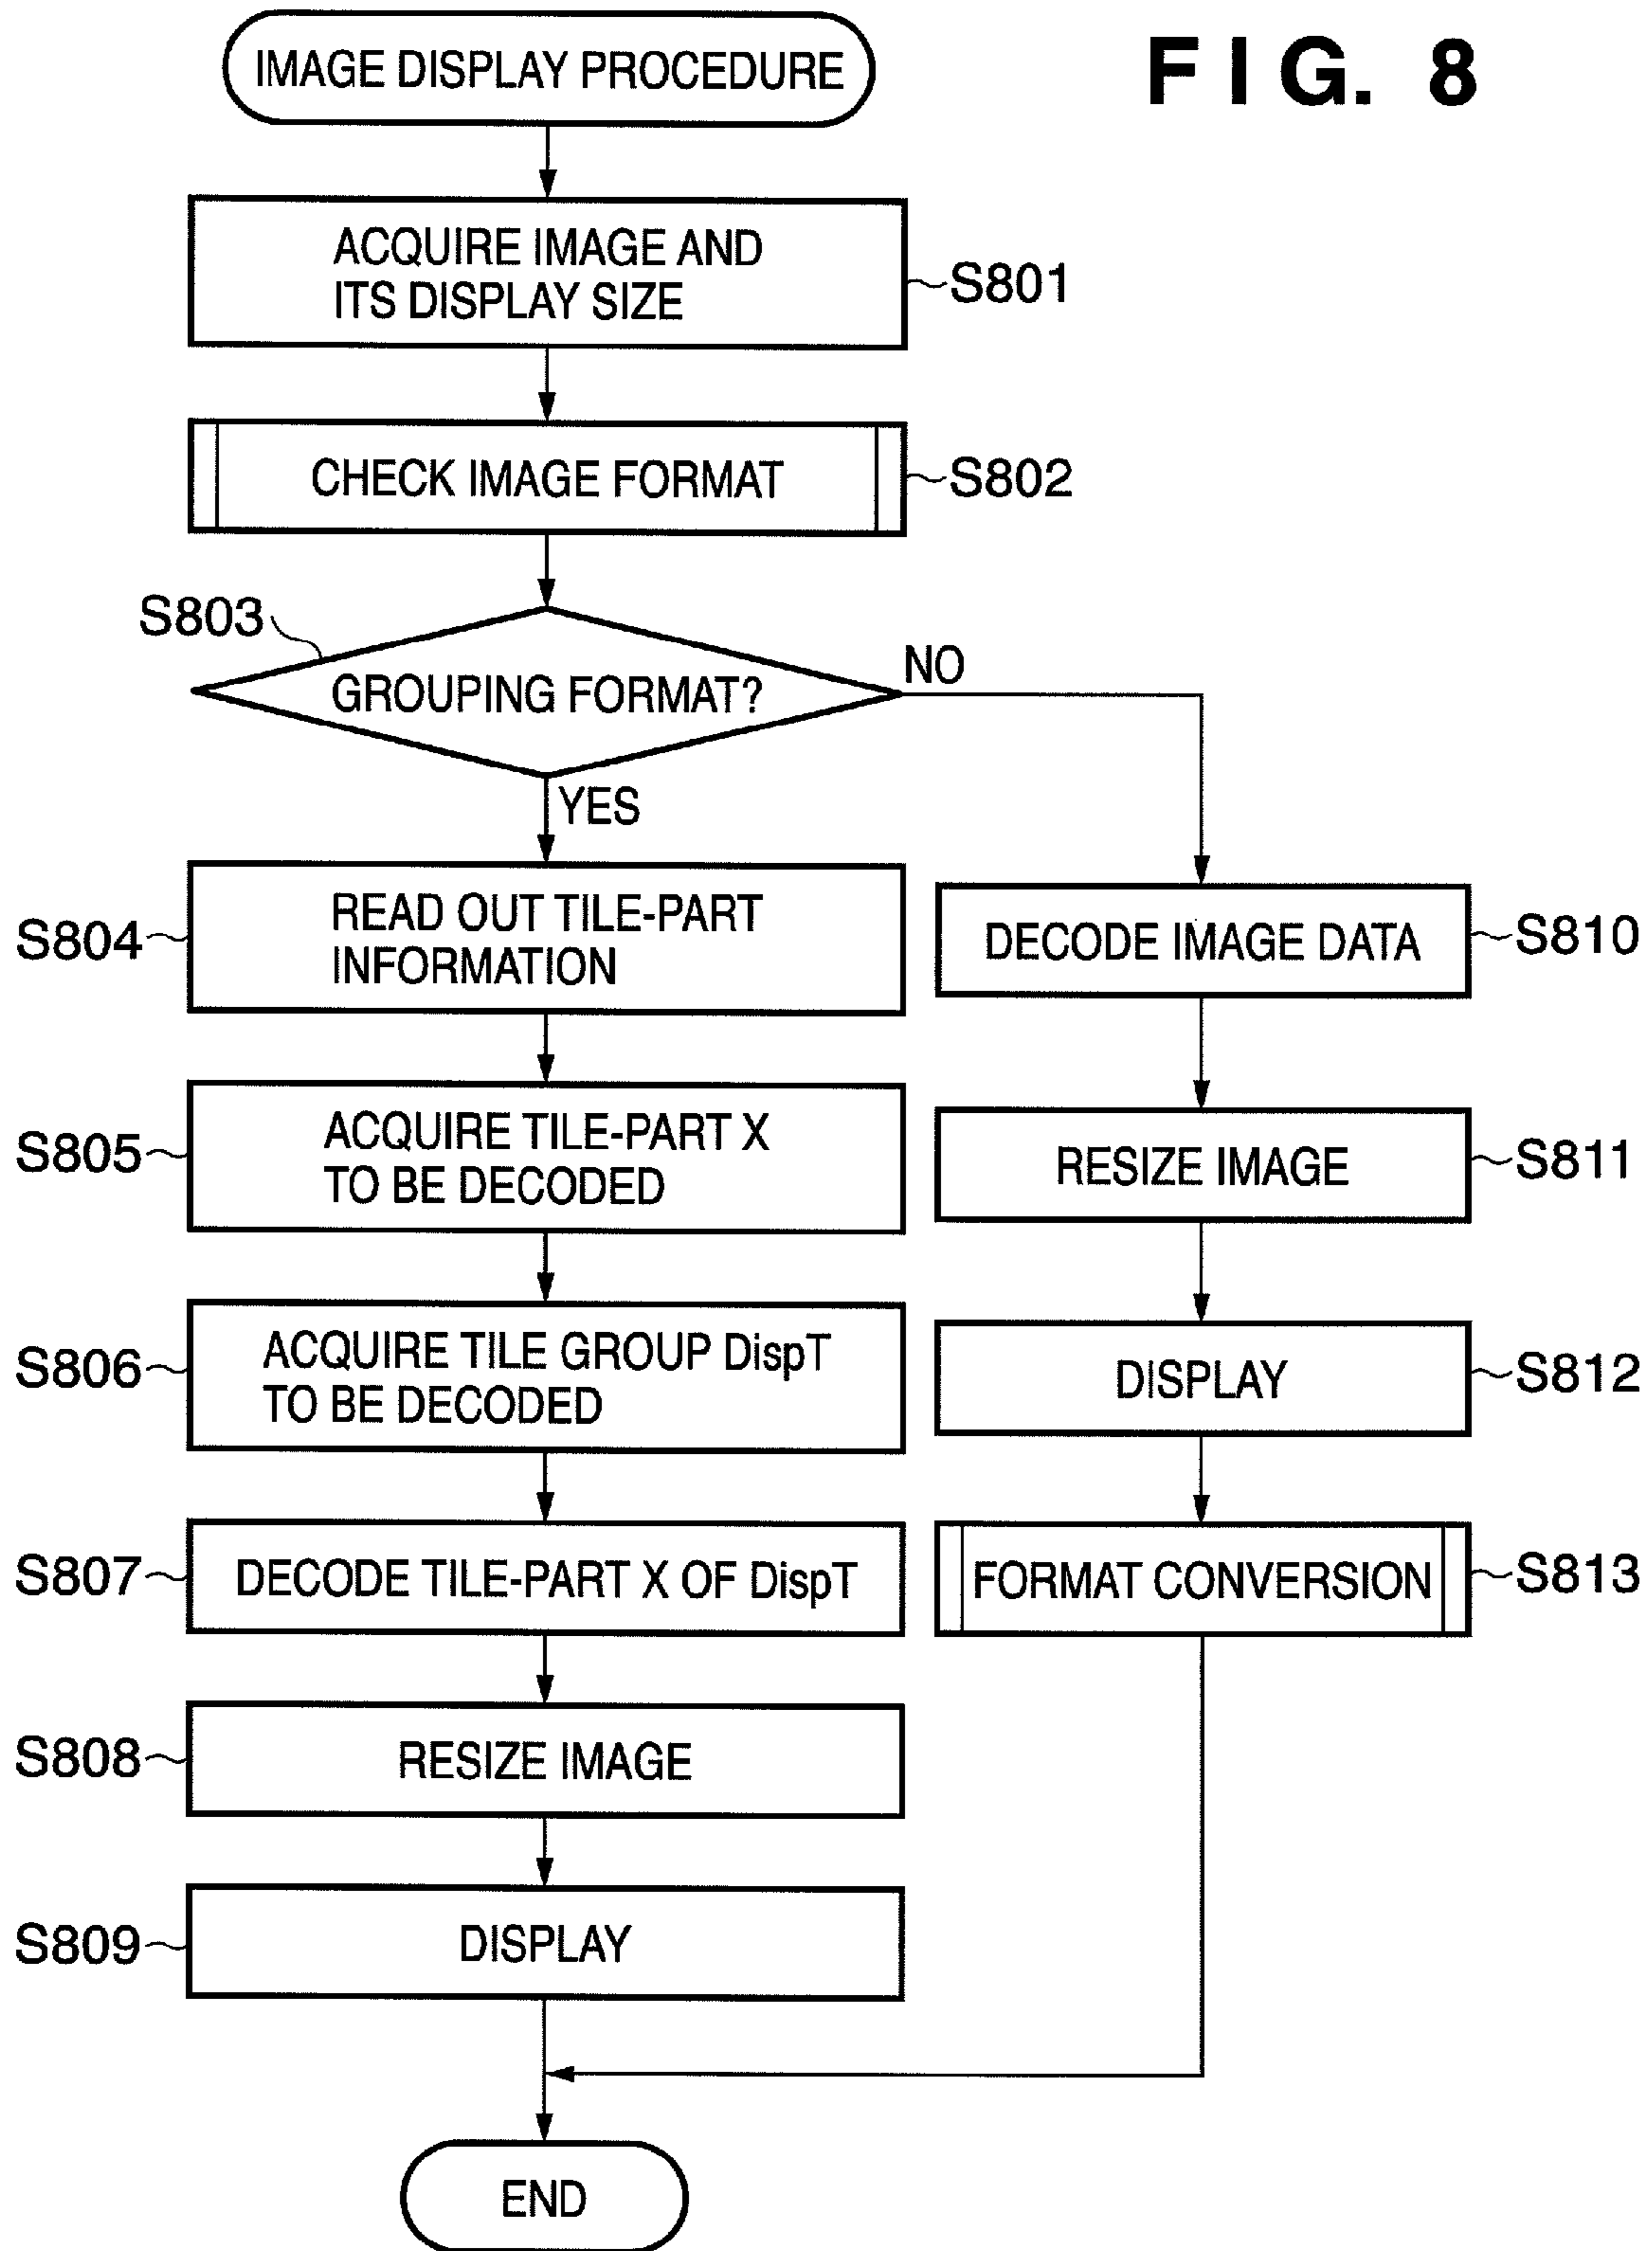 FIG. 8
IMAGE DISPLAY PROCEDURE
ACQUIRE IMAGE AND
ITS DISPLAY SIZE
S801
CHECK IMAGE FORMAT
S802
S803
GROUPING FORMAT?
NO
YES
S804
READ OUT TILE-PART
INFORMATION
S805
ACQUIRE TILE-PART X
TO BE DECODED
S806
ACQUIRE TILE GROUP DispT
TO BE DECODED
S807
DECODE TILE-PART X OF DispT
S808
RESIZE IMAGE
S809
DISPLAY
DECODE IMAGE DATA
S810
RESIZE IMAGE
S811
DISPLAY
S812
FORMAT CONVERSION
S813
END